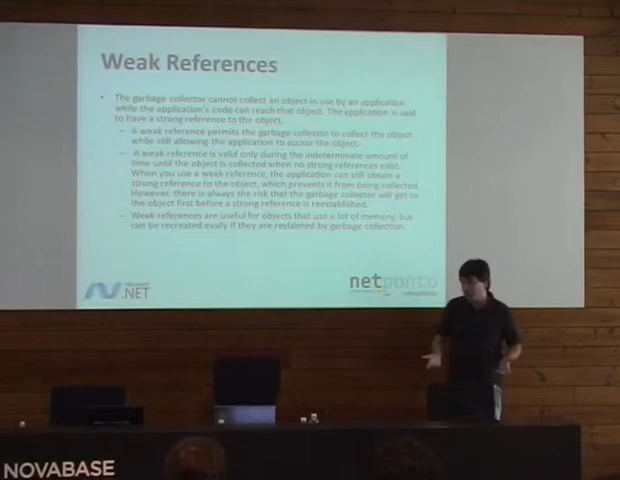 Weak References
• The garbage collector cannot collect an object in use by an application
while the application's code can reach that object. The application is said
to have a strong reference to the object.
– A weak reference permits the garbage collector to collect the object
while still allowing the application to access the object.
– A weak reference is valid only during the indeterminate amount of
time until the object is collected when no strong references exist.
When you use a weak reference, the application can still obtain a
strong reference to the object, which prevents it from being collected.
However, there is always the risk that the garbage collector will get to
the object first before a strong reference is reestablished.
– Weak references are useful for objects that use a lot of memory, but
can be recreated easily if they are reclaimed by garbage collection.
Microsoft
.NET
netponto
NOVABASE